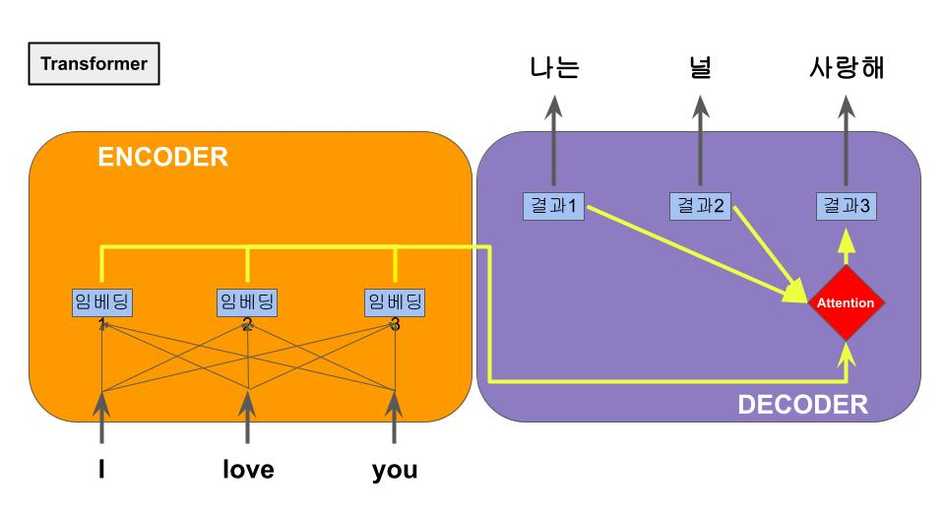 Transformer
나는
널
사랑해
ENCODER
결과1
결과2
결과3
임베딩
1
임베딩
2
임베딩
3
Attention
DECODER
I
love
you